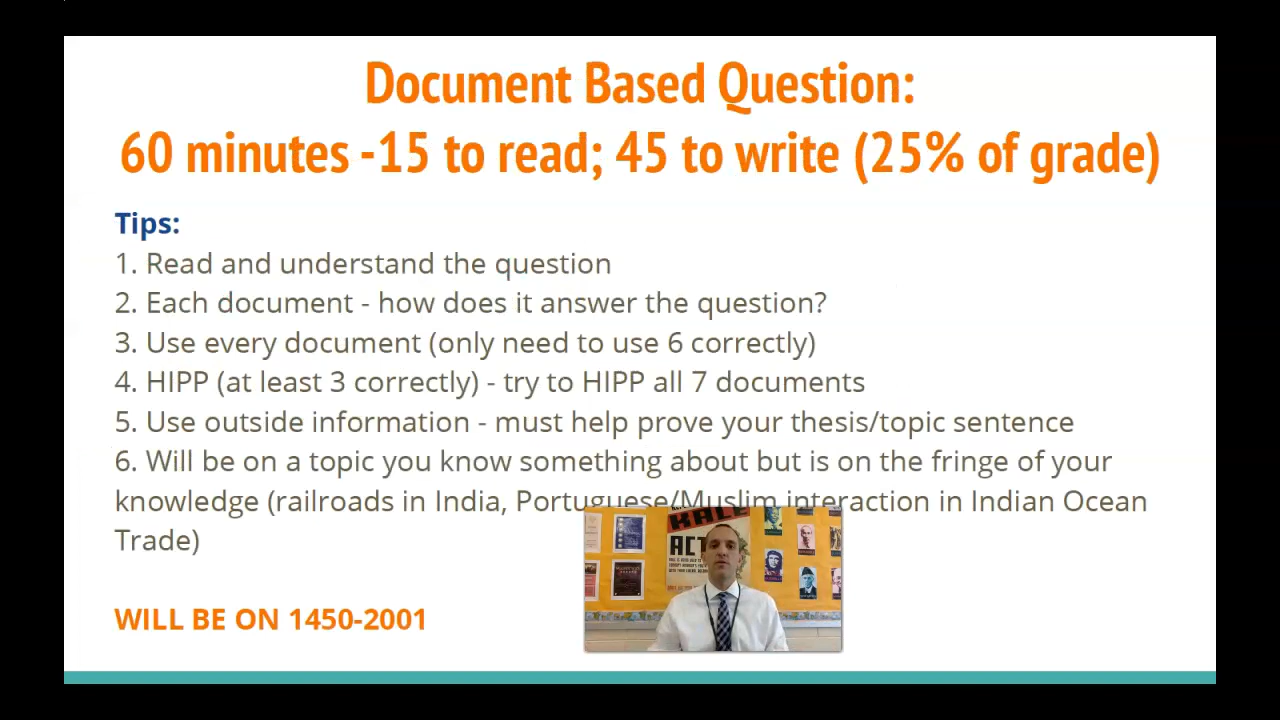 Document Based Question:
60 minutes -15 to read; 45 to write (25% of grade)
Tips:
1. Read and understand the question
2. Each document - how does it answer the question?
3. Use every document (only need to use 6 correctly)
4. HIPP (at least 3 correctly) - try to HIPP all 7 documents
5. Use outside information - must help prove your thesis/topic sentence
6. Will be on a topic you know something about but is on the fringe of your
knowledge (railroads in India, Portuguese/Muslim interaction in Indian Ocean
Trade)
WILL BE ON 1450-2001
KALE
ACT